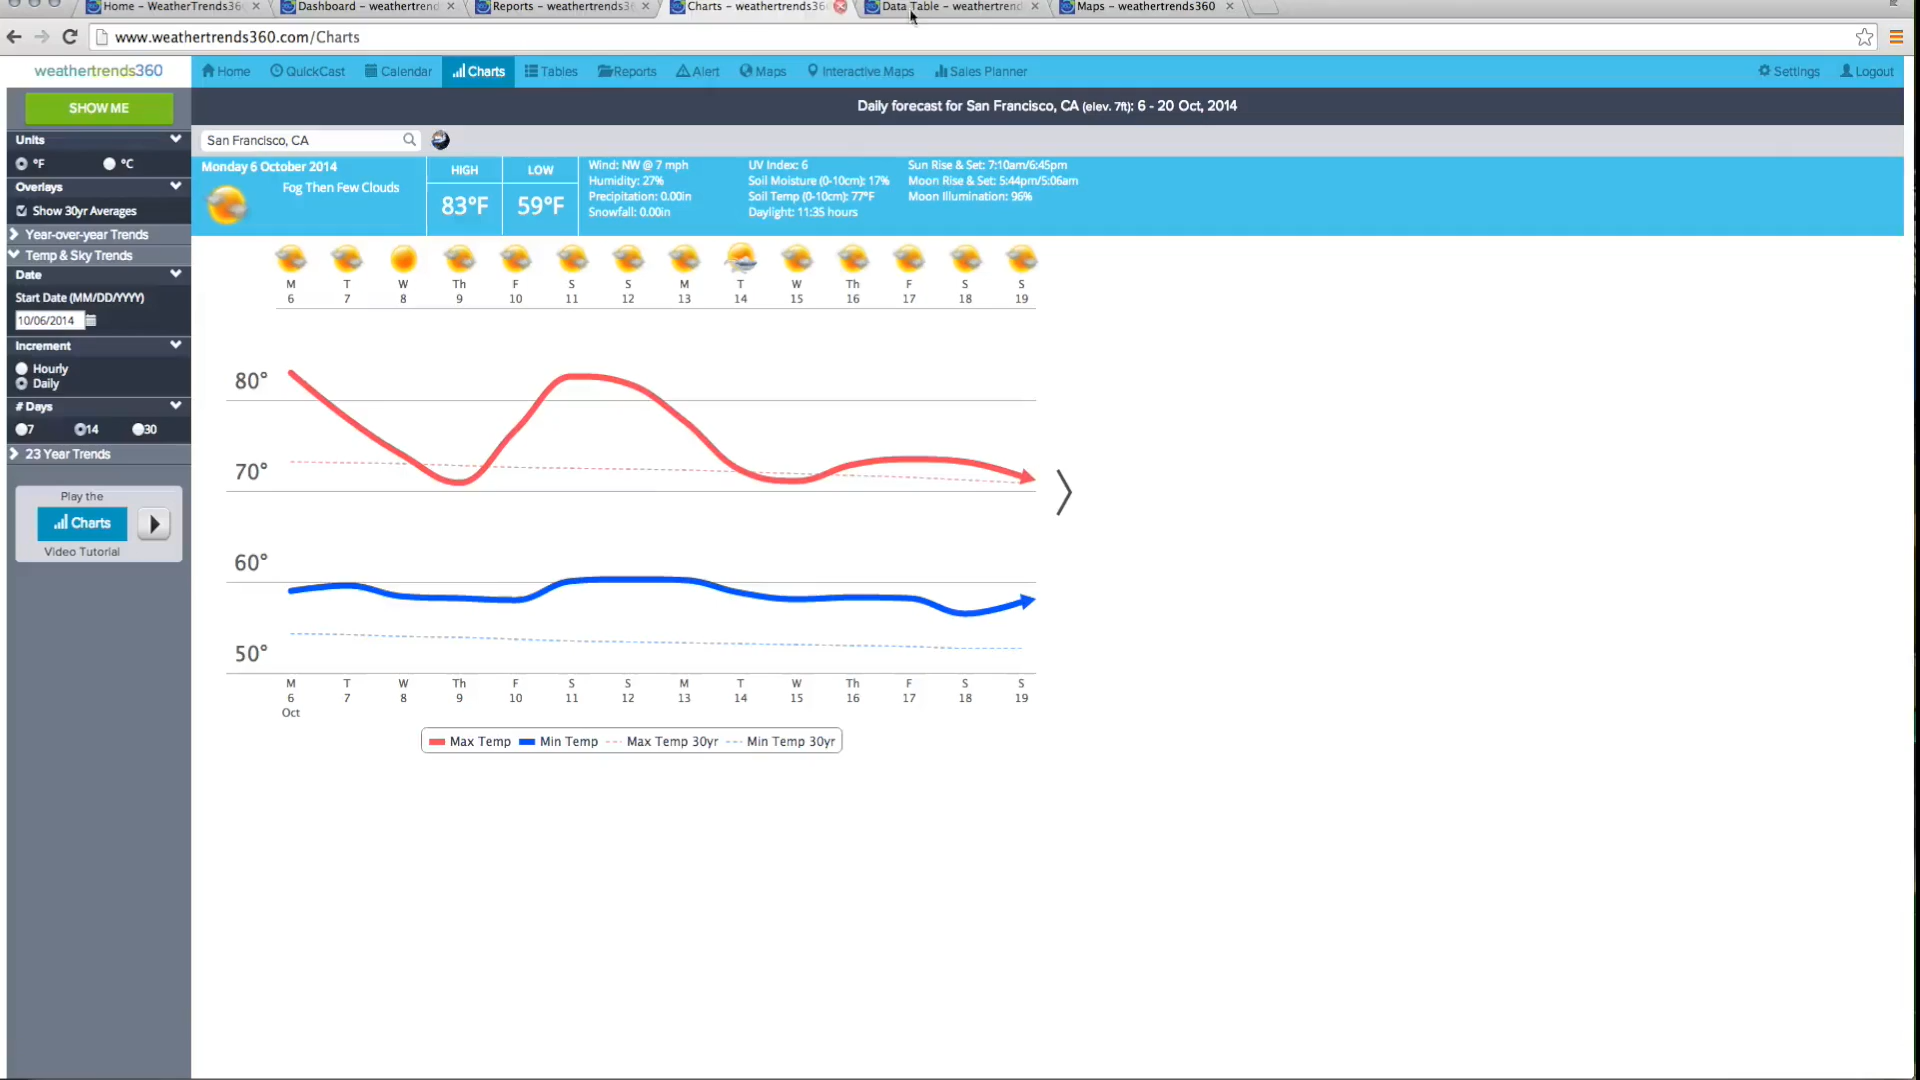 Home – WeatherTrends36
Dashboard – weathertrend
Reports – weathertrends3
Charts – weathertrends36
Data Table – weathertrend
Maps – weathertrends360
www.weathertrends360.com/Charts
weathertrends360
Home
QuickCast
Calendar
Charts
Tables
Reports
Alert
Maps
Interactive Maps
Sales Planner
Settings
Logout
SHOW ME
Daily forecast for San Francisco, CA (elev. 7ft): 6 - 20 Oct, 2014
Units
°F
°C
Overlays
Show 30yr Averages
Year-over-year Trends
Temp & Sky Trends
Date
Start Date (MM/DD/YYYY)
10/06/2014
Increment
Hourly
Daily
# Days
7
14
30
23 Year Trends
Play the
Charts
Video Tutorial
San Francisco, CA
Monday 6 October 2014
Fog Then Few Clouds
HIGH
83°F
LOW
59°F
Wind: NW @ 7 mph
Humidity: 27%
Precipitation: 0.00in
Snowfall: 0.00in
UV Index: 6
Soil Moisture (0-10cm): 17%
Soil Temp (0-10cm): 77°F
Daylight: 11:35 hours
Sun Rise & Set: 7:10am/6:45pm
Moon Rise & Set: 5:44pm/5:06am
Moon Illumination: 96%
M T W Th F S S M T W Th F S S
6 7 8 9 10 11 12 13 14 15 16 17 18 19
80°
70°
60°
50°
M T W Th F S S M T W Th F S S
6 7 8 9 10 11 12 13 14 15 16 17 18 19
Oct
Max Temp Min Temp Max Temp 30yr Min Temp 30yr